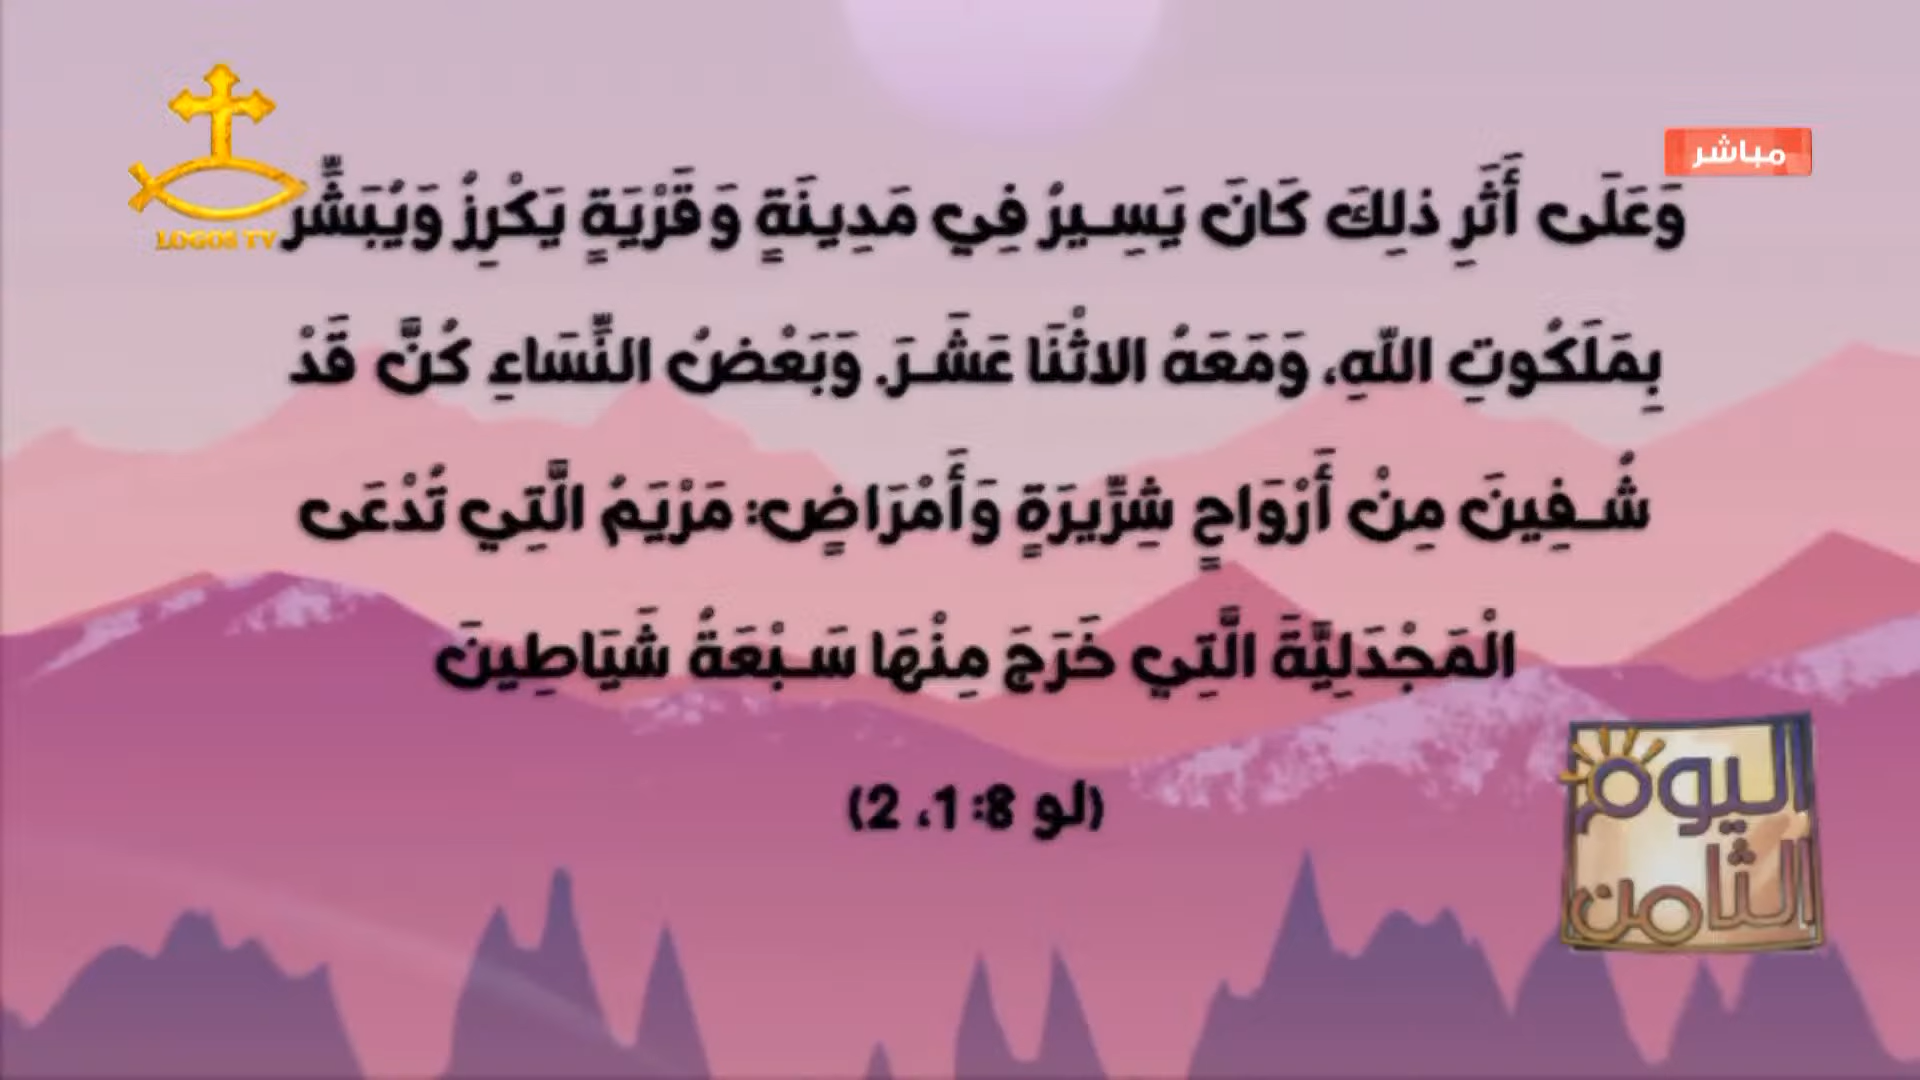 مباشر
LOGOS TV
وَعَلَى أَثَرِ ذلِكَ كَانَ يَسِيرُ فِي مَدِينَةٍ وَقَرْيَةٍ يَكْرِزُ وَيُبَشِّر
بِمَلَكُوتِ اللّهِ، وَمَعَهُ الاثْنَا عَشَرَ. وَبَعْضُ النِّسَاءِ كُنَّ قَدْ
شُفِينَ مِنْ أَرْوَاحٍ شِرِّيرَةٍ وَأَمْرَاضٍ: مَرْيَمُ الَّتِي تُدْعَى
الْمَجْدَلِيَّةَ الَّتِي خَرَجَ مِنْهَا سَبْعَةُ شَيَاطِينَ
(لو 8: 1، 2)
اليوم
الثامن